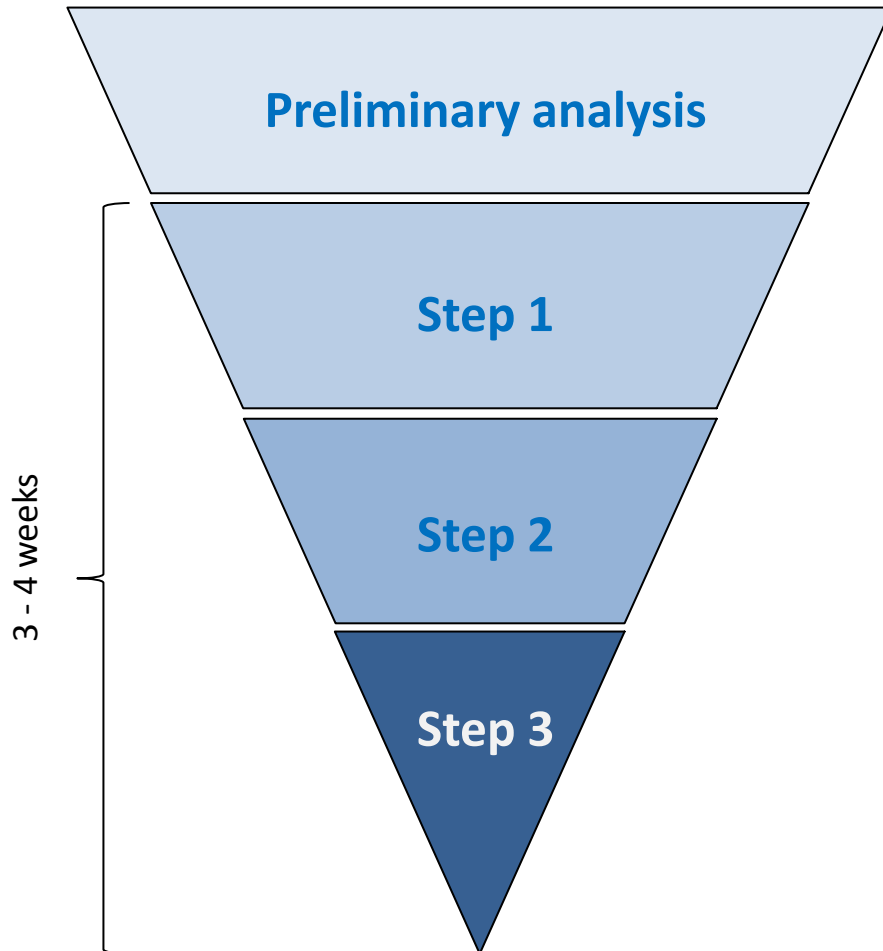 Preliminary analysis
Step 1
Step 2
3 - 4 weeks
Step 3